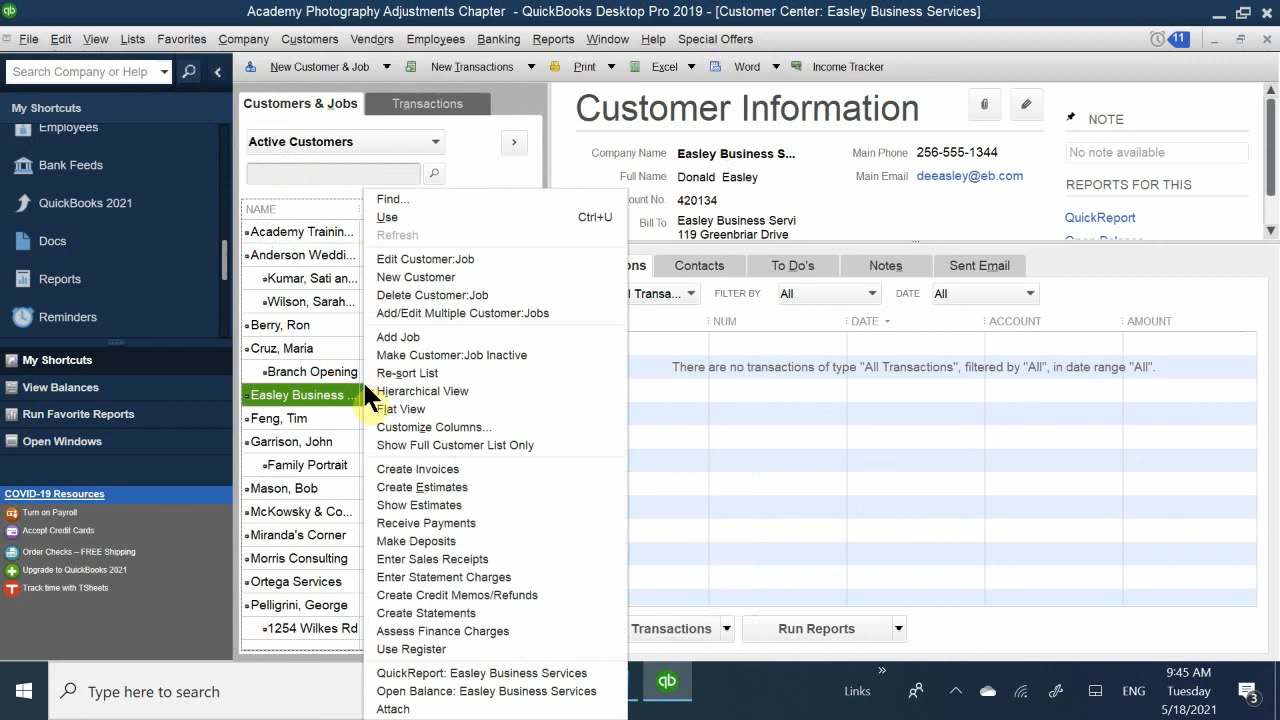 qb
Academy Photography Adjustments Chapter - QuickBooks Desktop Pro 2019 - [Customer Center: Easley Business Services]
File Edit View Lists Favorites Company Customers Vendors Employees Banking Reports Window Help Special Offers 11
Search Company or Help
New Customer & Job New Transactions Print Excel Word Income Tracker
My Shortcuts
Employees
Bank Feeds
QuickBooks 2021
Docs
Reports
Reminders
My Shortcuts
View Balances
Run Favorite Reports
Open Windows
COVID-19 Resources
Turn on Payroll
Accept Credit Cards
Order Checks – FREE Shipping
Upgrade to QuickBooks 2021
Track time with TSheets
Customers & Jobs Transactions
Active Customers
NAME
Academy Trainin...
Anderson Weddi...
Kumar, Sati an...
Wilson, Sarah...
Berry, Ron
Cruz, Maria
Branch Opening
Easley Business ...
Feng, Tim
Garrison, John
Family Portrait
Mason, Bob
McKowsky & Co...
Miranda's Corner
Morris Consulting
Ortega Services
Pelligrini, George
1254 Wilkes Rd
Find...
Use Ctrl+U
Refresh
Edit Customer:Job
New Customer
Delete Customer:Job
Add/Edit Multiple Customer:Jobs
Add Job
Make Customer:Job Inactive
Re-sort List
Hierarchical View
Flat View
Customize Columns...
Show Full Customer List Only
Create Invoices
Create Estimates
Show Estimates
Receive Payments
Make Deposits
Enter Sales Receipts
Enter Statement Charges
Create Credit Memos/Refunds
Create Statements
Assess Finance Charges
Use Register
QuickReport: Easley Business Services
Open Balance: Easley Business Services
Attach
Customer Information
Company Name Easley Business S...
Full Name Donald Easley
ount No. 420134
Bill To Easley Business Servi
119 Greenbriar Drive
Main Phone 256-555-1344
Main Email deeasley@eb.com
NOTE
No note available
REPORTS FOR THIS
QuickReport
Open Balance
ons Contacts To Do's Notes Sent Email
l Transa... FILTER BY All DATE All
NUM DATE ACCOUNT AMOUNT
There are no transactions of type "All Transactions", filtered by "All", in date range "All".
Transactions Run Reports
Type here to search
qb
Links
ENG
9:45 AM
Tuesday
5/18/2021
3